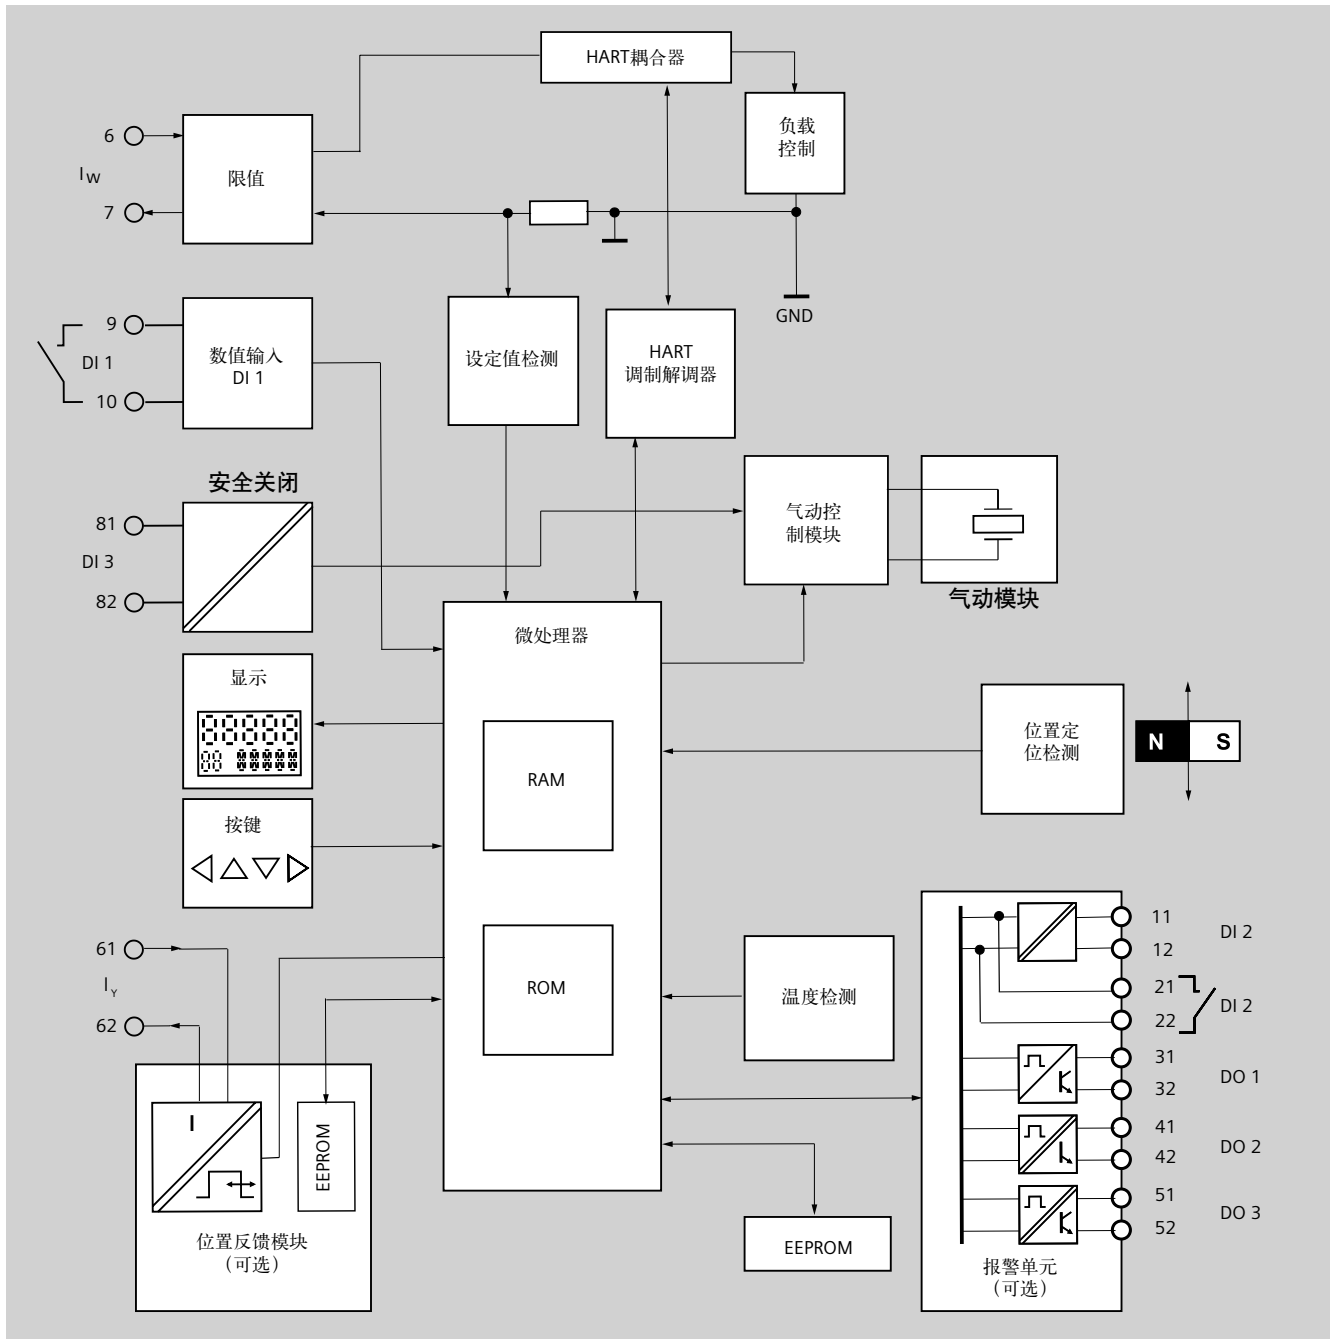 HART耦合器
负载
控制
6
限值
IW
7
GND
9
数值输入
DI 1
DI 1
10
设定值检测
HART
调制解调器
安全关闭
81
DI 3
82
气动控
制模块
气动模块
微处理器
显示
RAM
位置定
位检测
N
S
按键
61
IY
62
ROM
温度检测
11
DI 2
12
21
DI 2
22
31
DO 1
32
41
DO 2
42
51
DO 3
52
I
EEPROM
位置反馈模块
(可选)
EEPROM
报警单元
(可选)